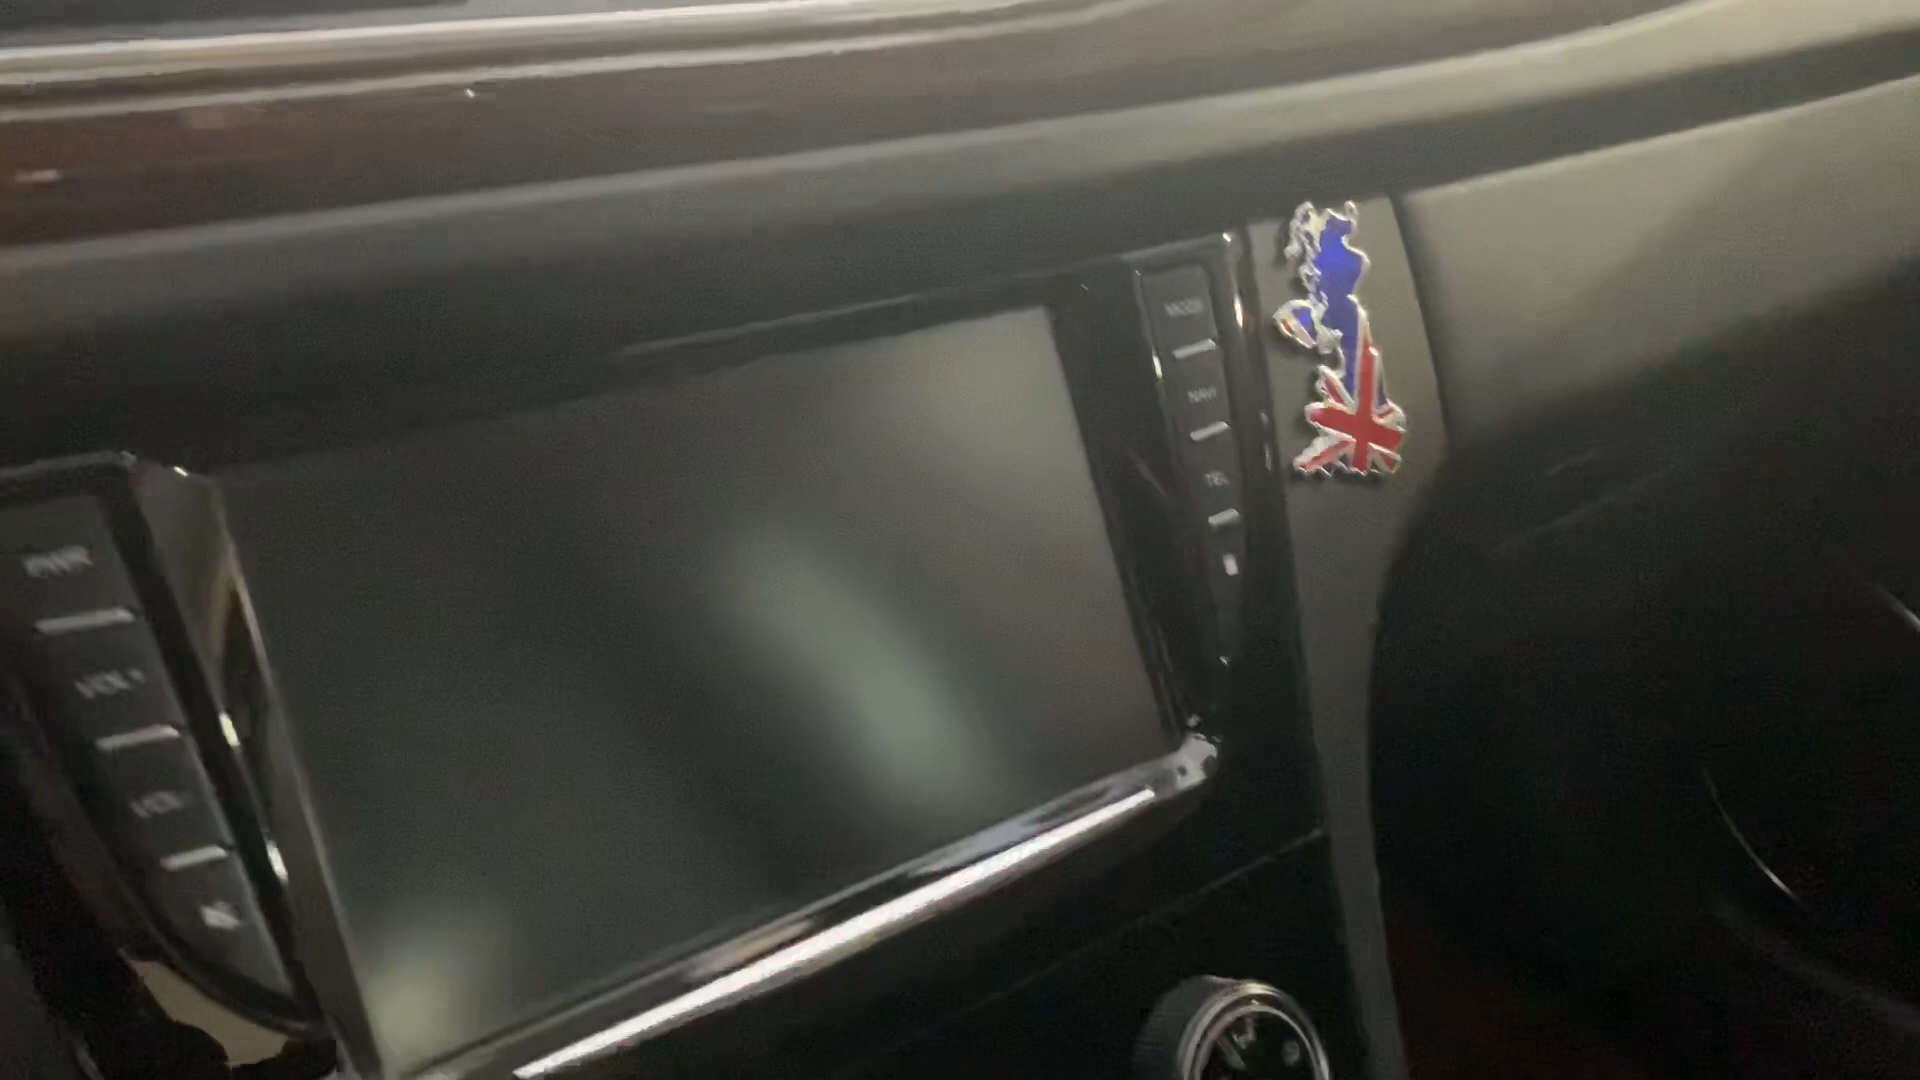 MODE
NAVI
TEL
PWR
VOL+
VOL-